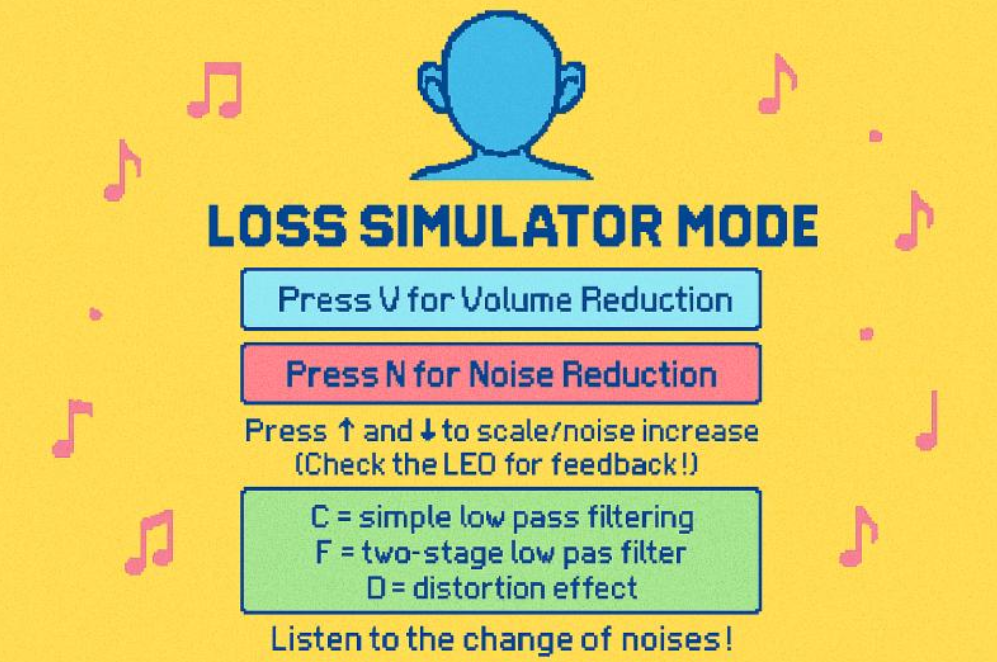 LOSS SIMULATOR MODE
Press V for Volume Reduction
Press N for Noise Reduction
Press ↑ and ↓ to scale/noise increase
(Check the LEO for feedback!)
C = simple low pass filtering
F = two-stage low pas filter
D = distortion effect
Listen to the change of noises!